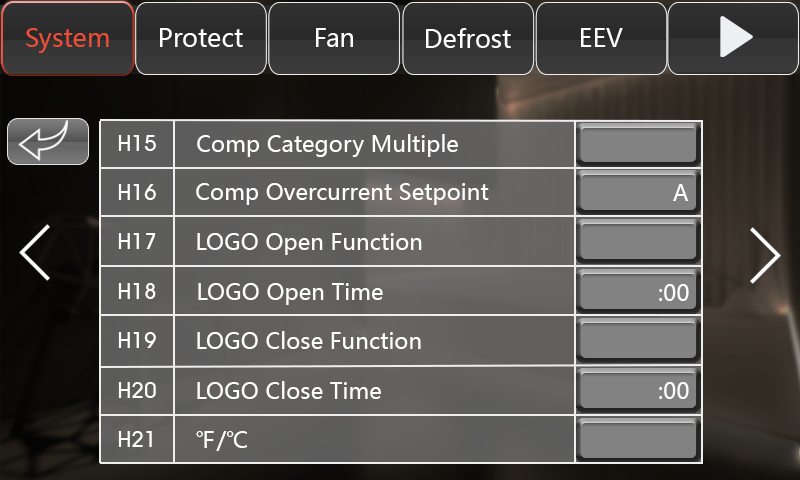 System Protect Fan Defrost EEV
H15 Comp Category Multiple
H16 Comp Overcurrent Setpoint A
H17 LOGO Open Function
H18 LOGO Open Time :00
H19 LOGO Close Function
H20 LOGO Close Time :00
H21 ℉/℃